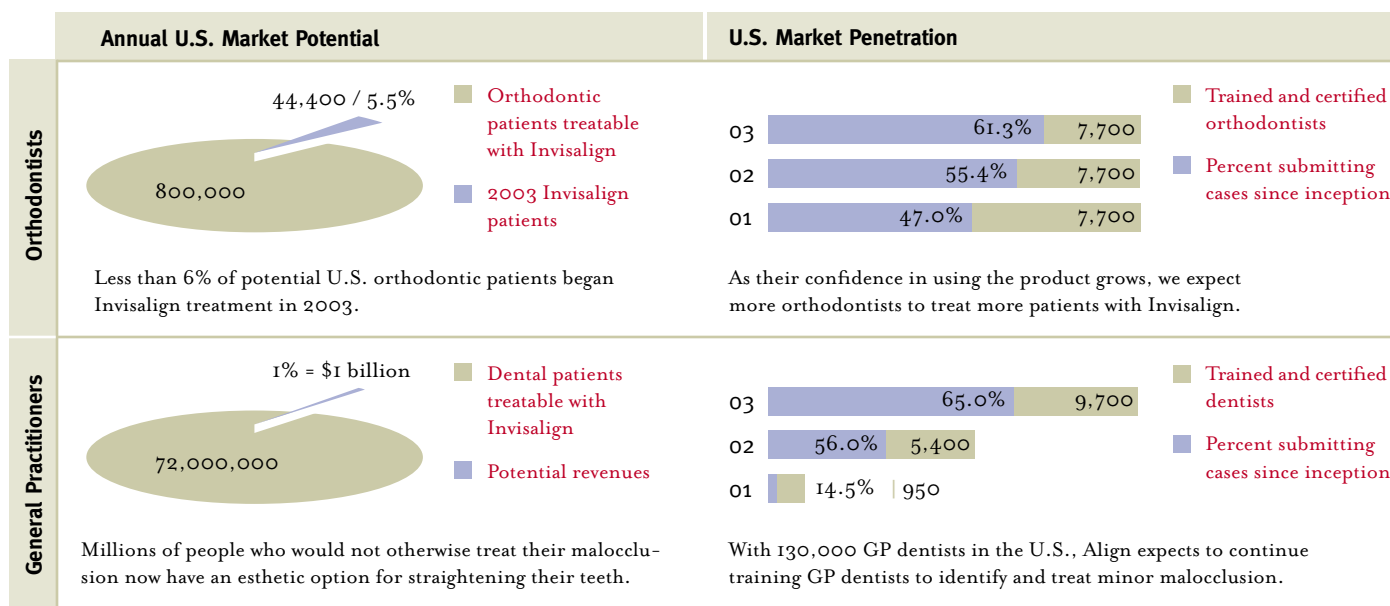 Annual U.S. Market Potential
U.S. Market Penetration
Orthodontists
44,400 / 5.5%
800,000
Orthodontic
patients treatable
with Invisalign
2003 Invisalign
patients
Less than 6% of potential U.S. orthodontic patients began
Invisalign treatment in 2003.
03 61.3% 7,700
02 55.4% 7,700
01 47.0% 7,700
Trained and certified
orthodontists
Percent submitting
cases since inception
As their confidence in using the product grows, we expect
more orthodontists to treat more patients with Invisalign.
General Practitioners
1% = $1 billion
72,000,000
Dental patients
treatable with
Invisalign
Potential revenues
Millions of people who would not otherwise treat their malocclu-
sion now have an esthetic option for straightening their teeth.
03 65.0% 9,700
02 56.0% 5,400
01 14.5% 950
Trained and certified
dentists
Percent submitting
cases since inception
With 130,000 GP dentists in the U.S., Align expects to continue
training GP dentists to identify and treat minor malocclusion.